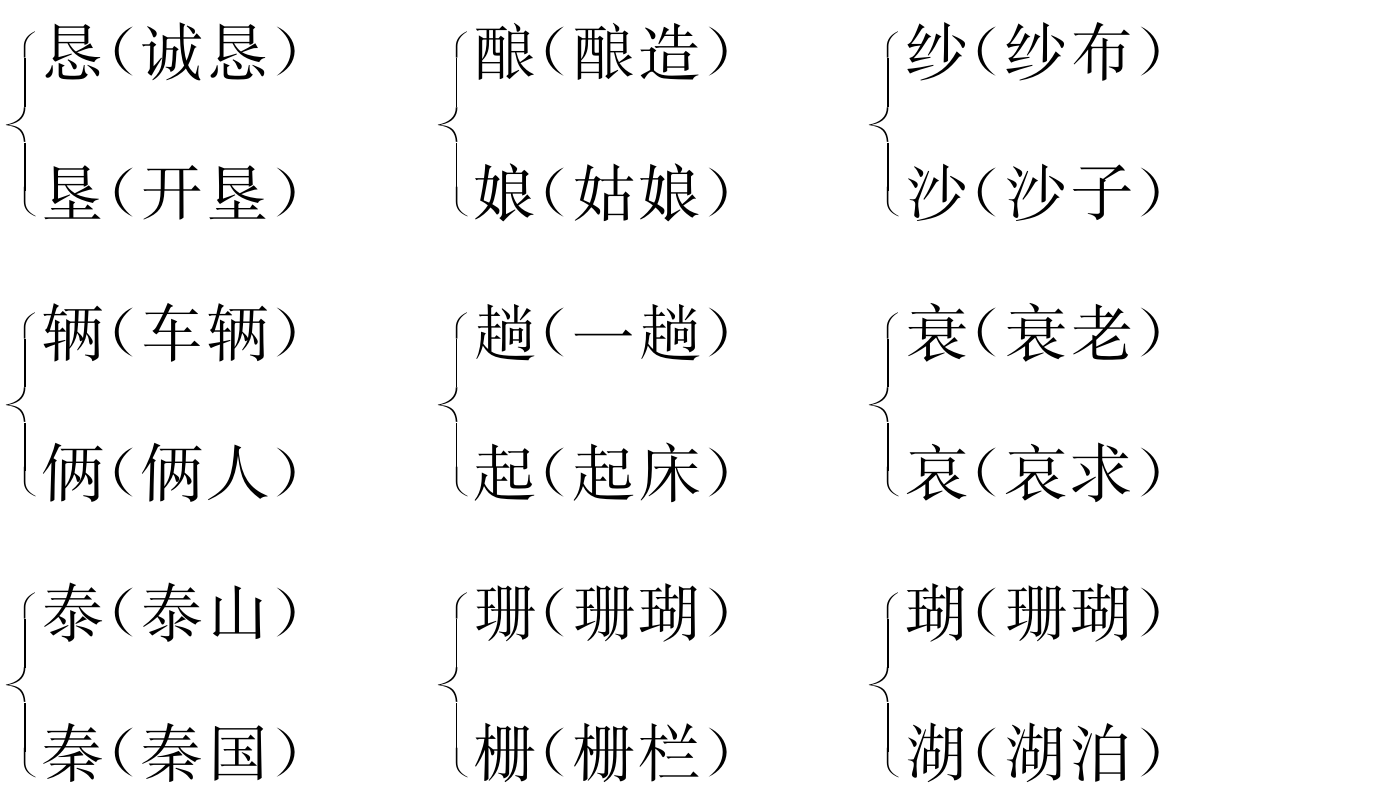 恳(诚恳) 酿(酿造) 纱(纱布)
垦(开垦) 娘(姑娘) 沙(沙子)
辆(车辆) 趟(一趟) 衰(衰老)
俩(俩人) 起(起床) 哀(哀求)
泰(泰山) 珊(珊瑚) 瑚(珊瑚)
秦(秦国) 栅(栅栏) 湖(湖泊)